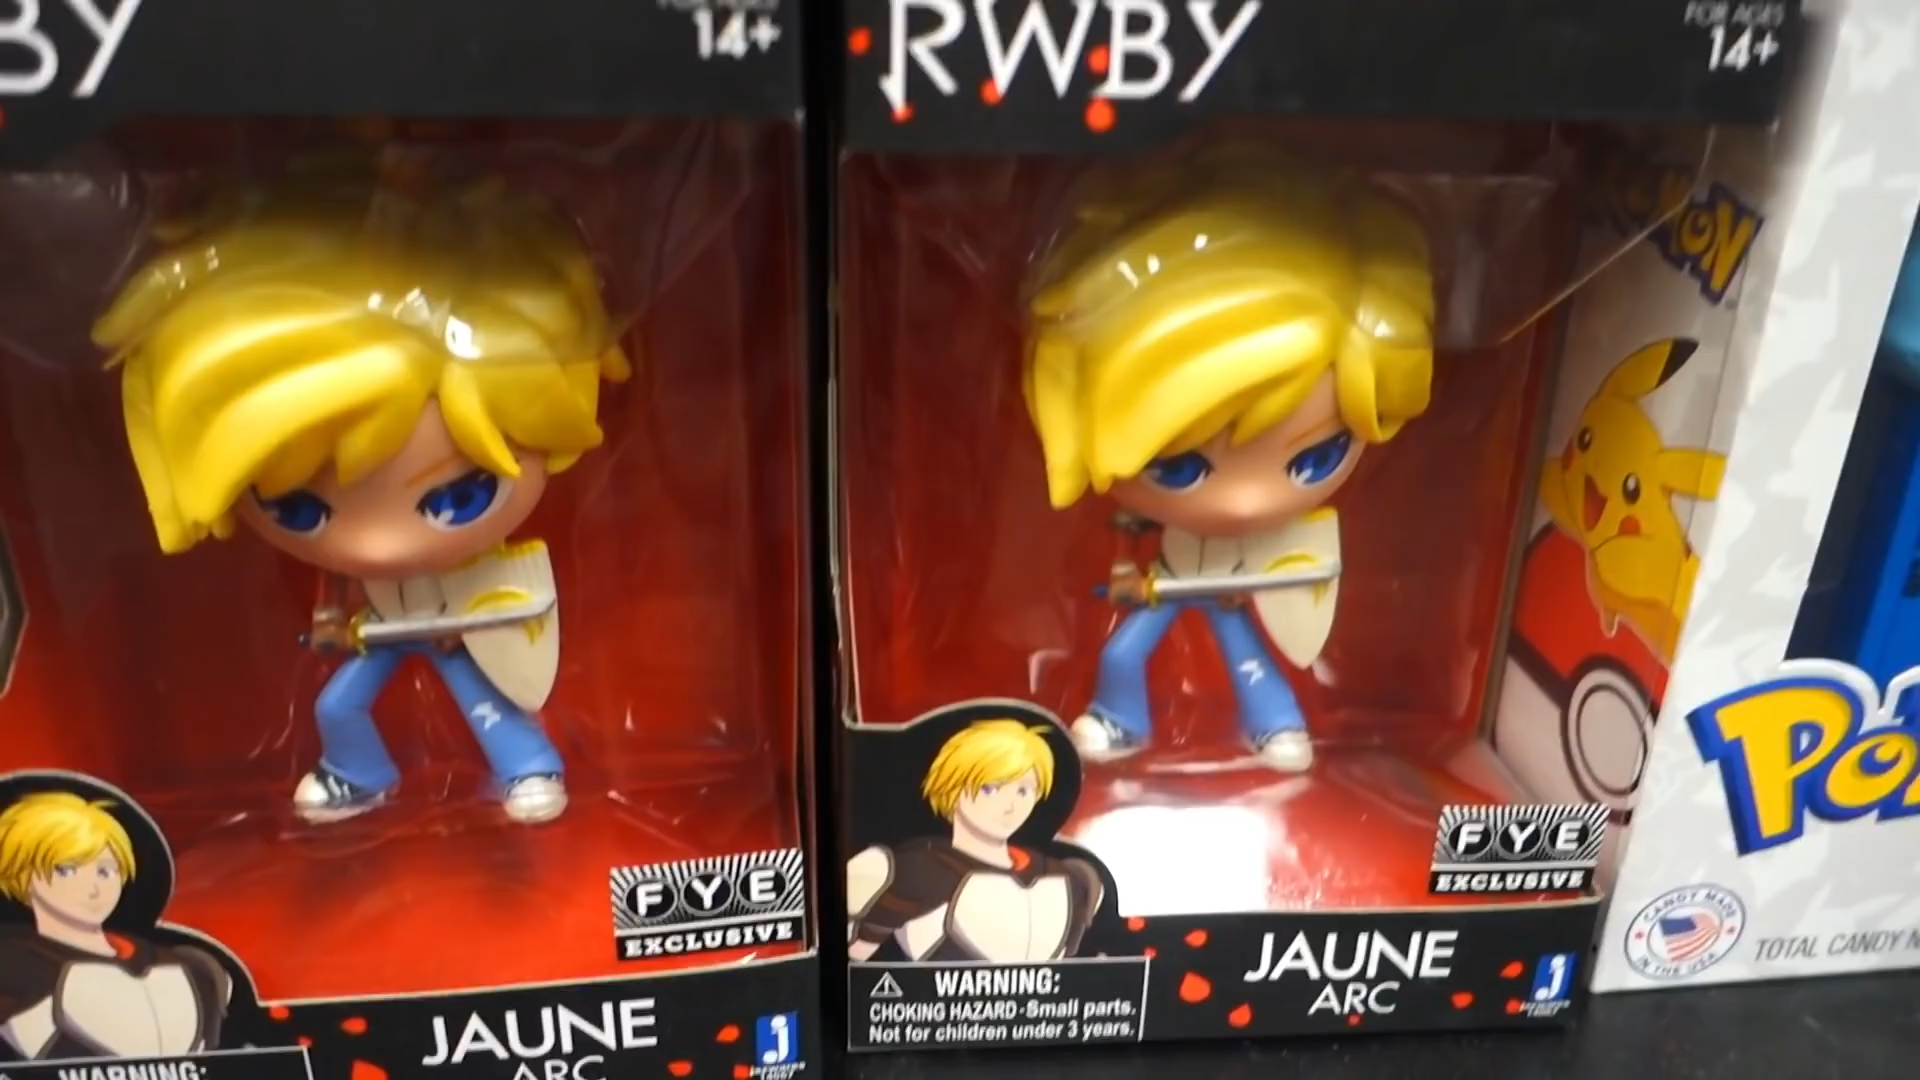 BY
14+
FYE
EXCLUSIVE
JAUNE
ARC
WARNING:
RWBY
FOR AGES
14+
FYE
EXCLUSIVE
WARNING:
CHOKING HAZARD-Small parts.
Not for children under 3 years.
JAUNE
ARC
CANDY MADE
IN THE USA
TOTAL CANDY N